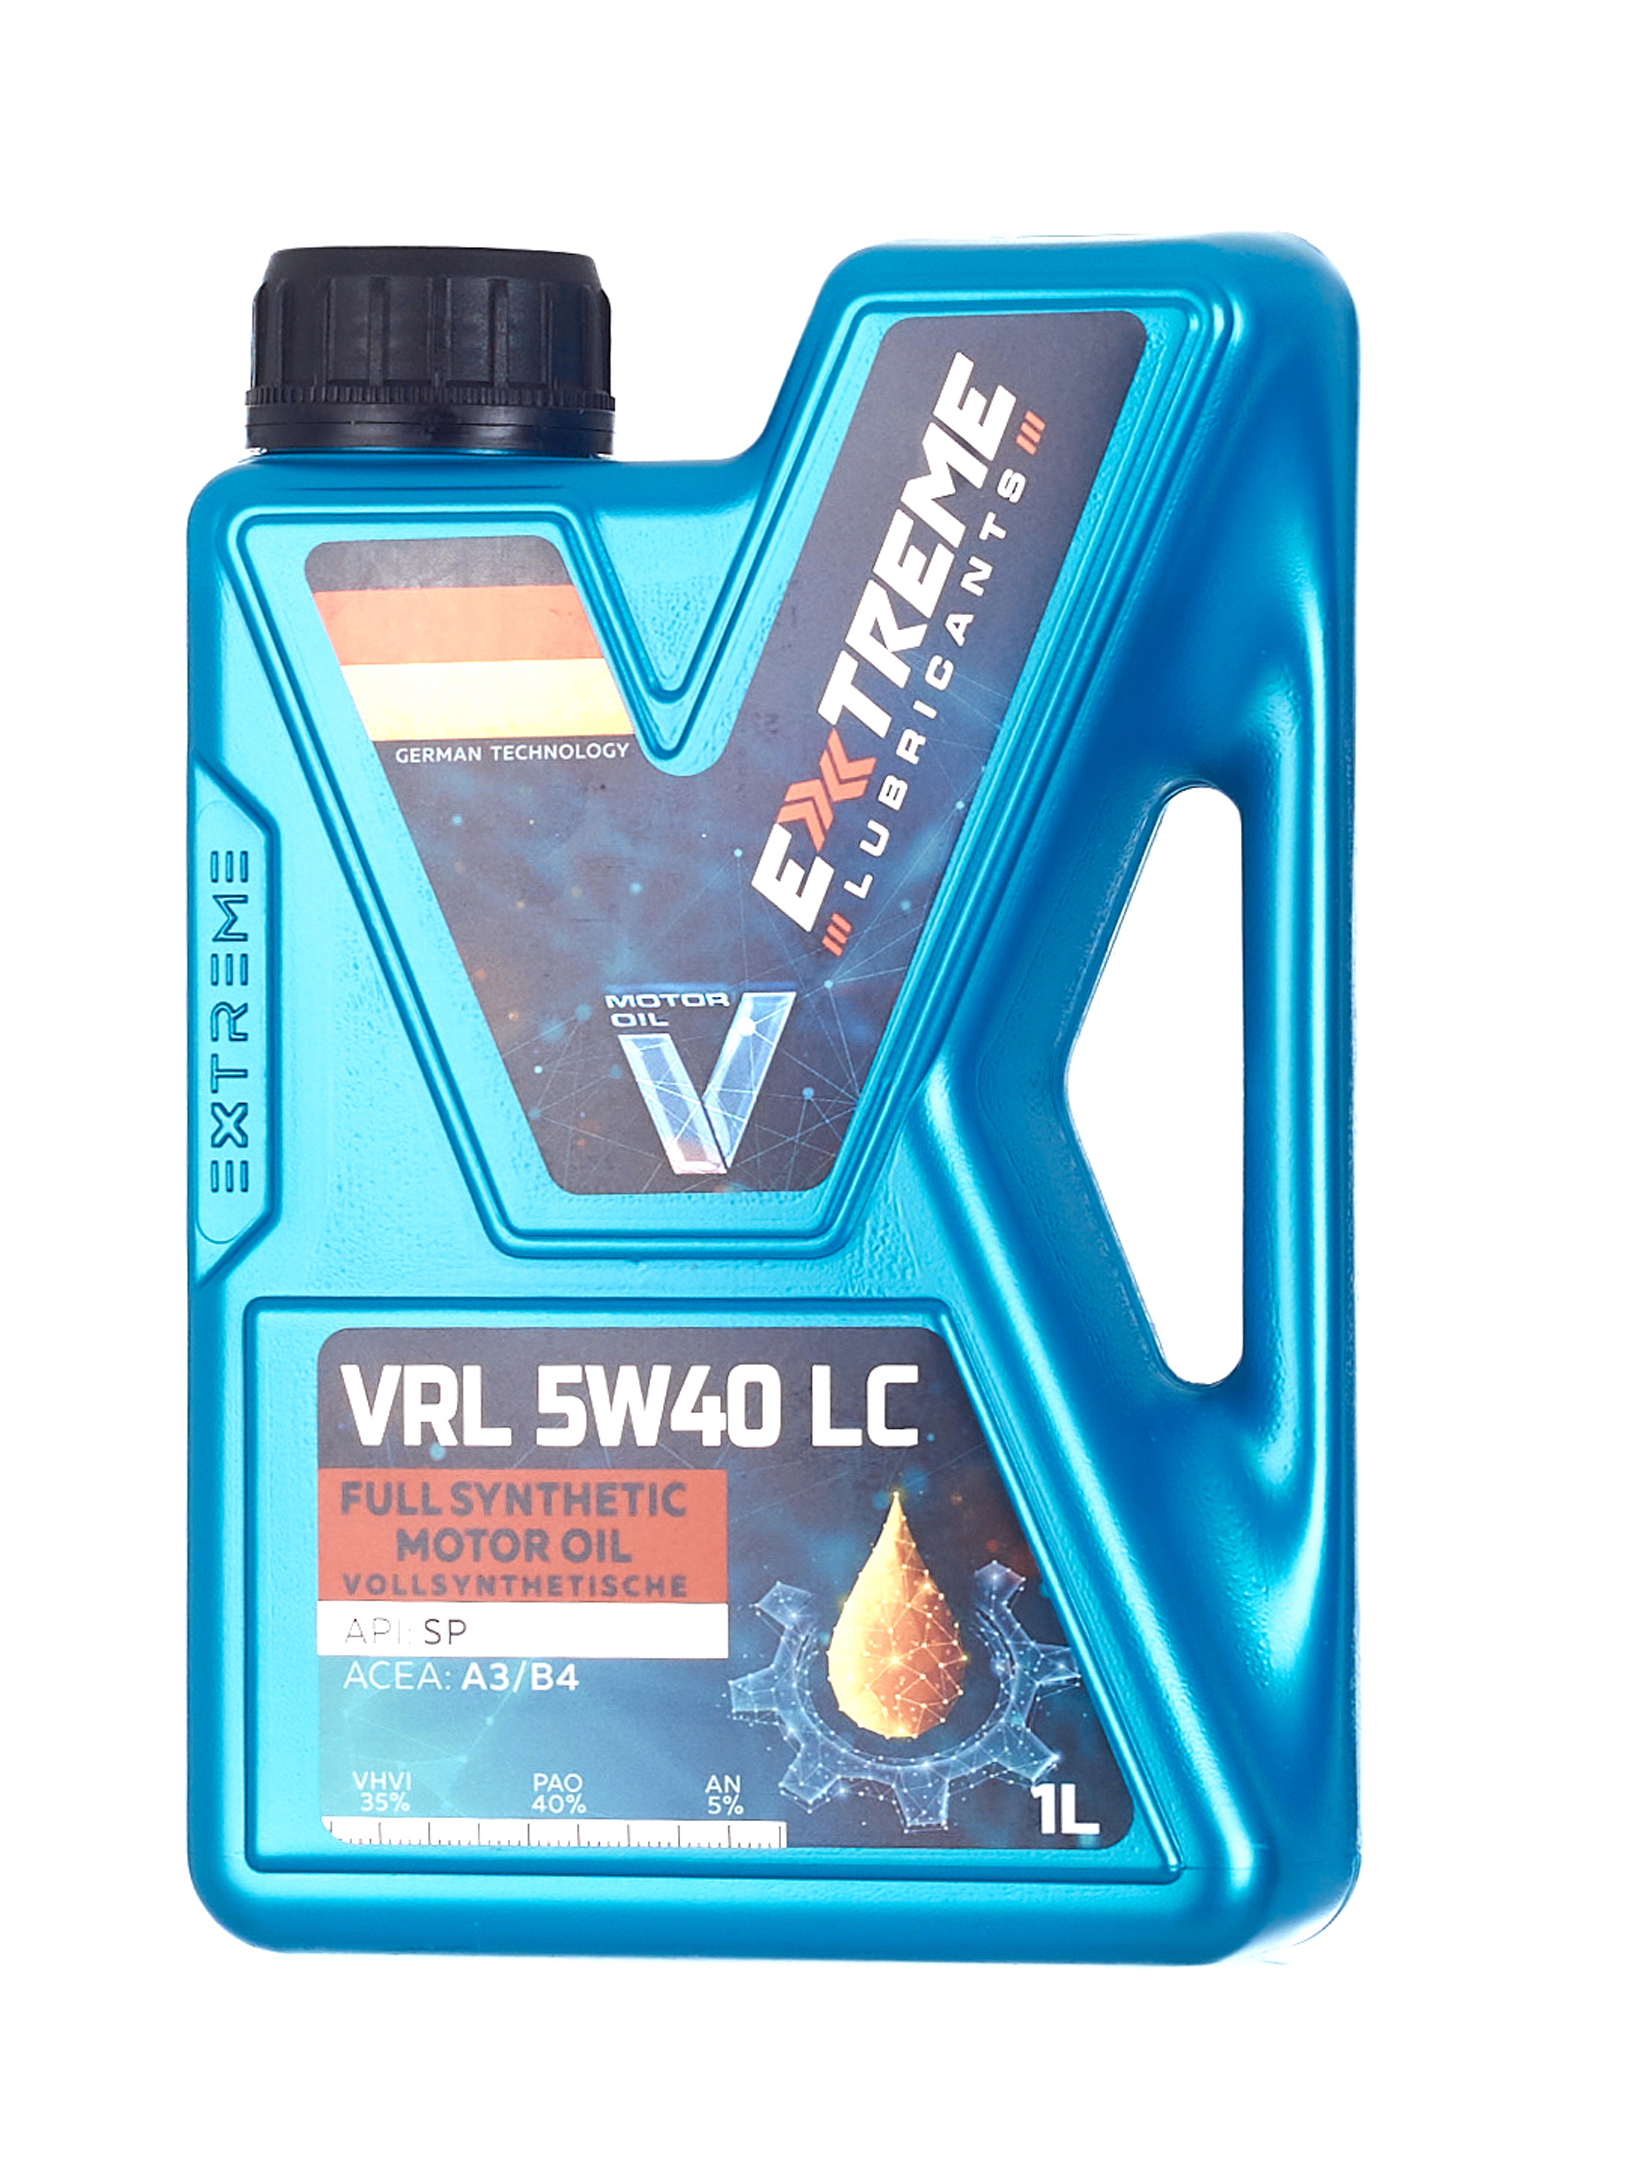 EXTREME
LUBRICANTS
GERMAN TECHNOLOGY
EXTREME
MOTOR
OIL
V
VRL 5W40 LC
FULL SYNTHETIC
MOTOR OIL
VOLLSYNTHETISCHE
API: SP
ACEA: A3/B4
VHVI
35%
PAO
40%
AN
5%
1L